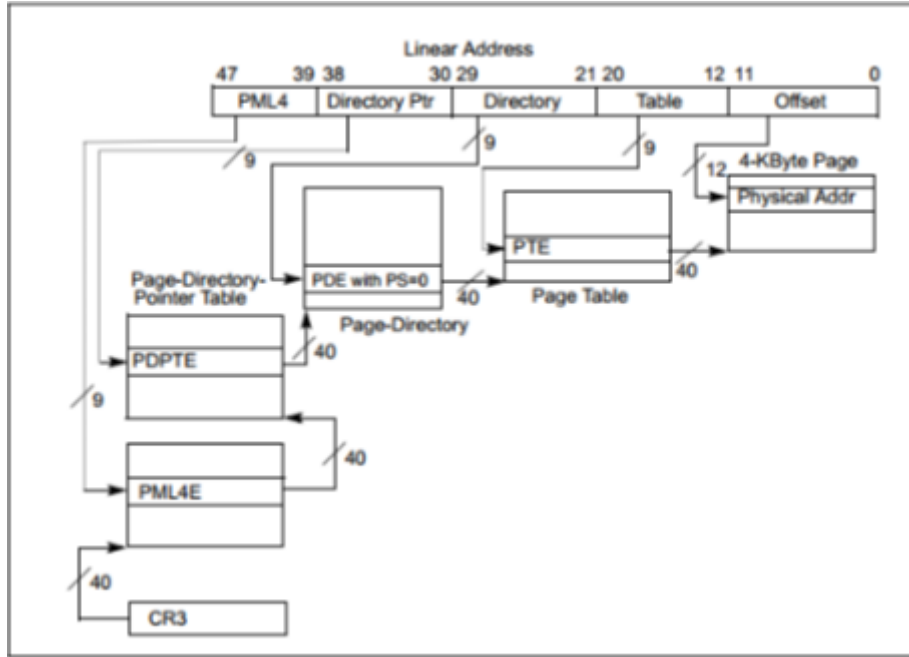 Linear Address
47 39 38 30 29 21 20 12 11 0
PML4 Directory Ptr Directory Table Offset
9 9 9 12 4-KByte Page
Physical Addr
PTE
40
Page-Directory-
Pointer Table
PDE with PS=0
40
Page Table
Page-Directory
PDPTE
40
9
40
PML4E
40
CR3